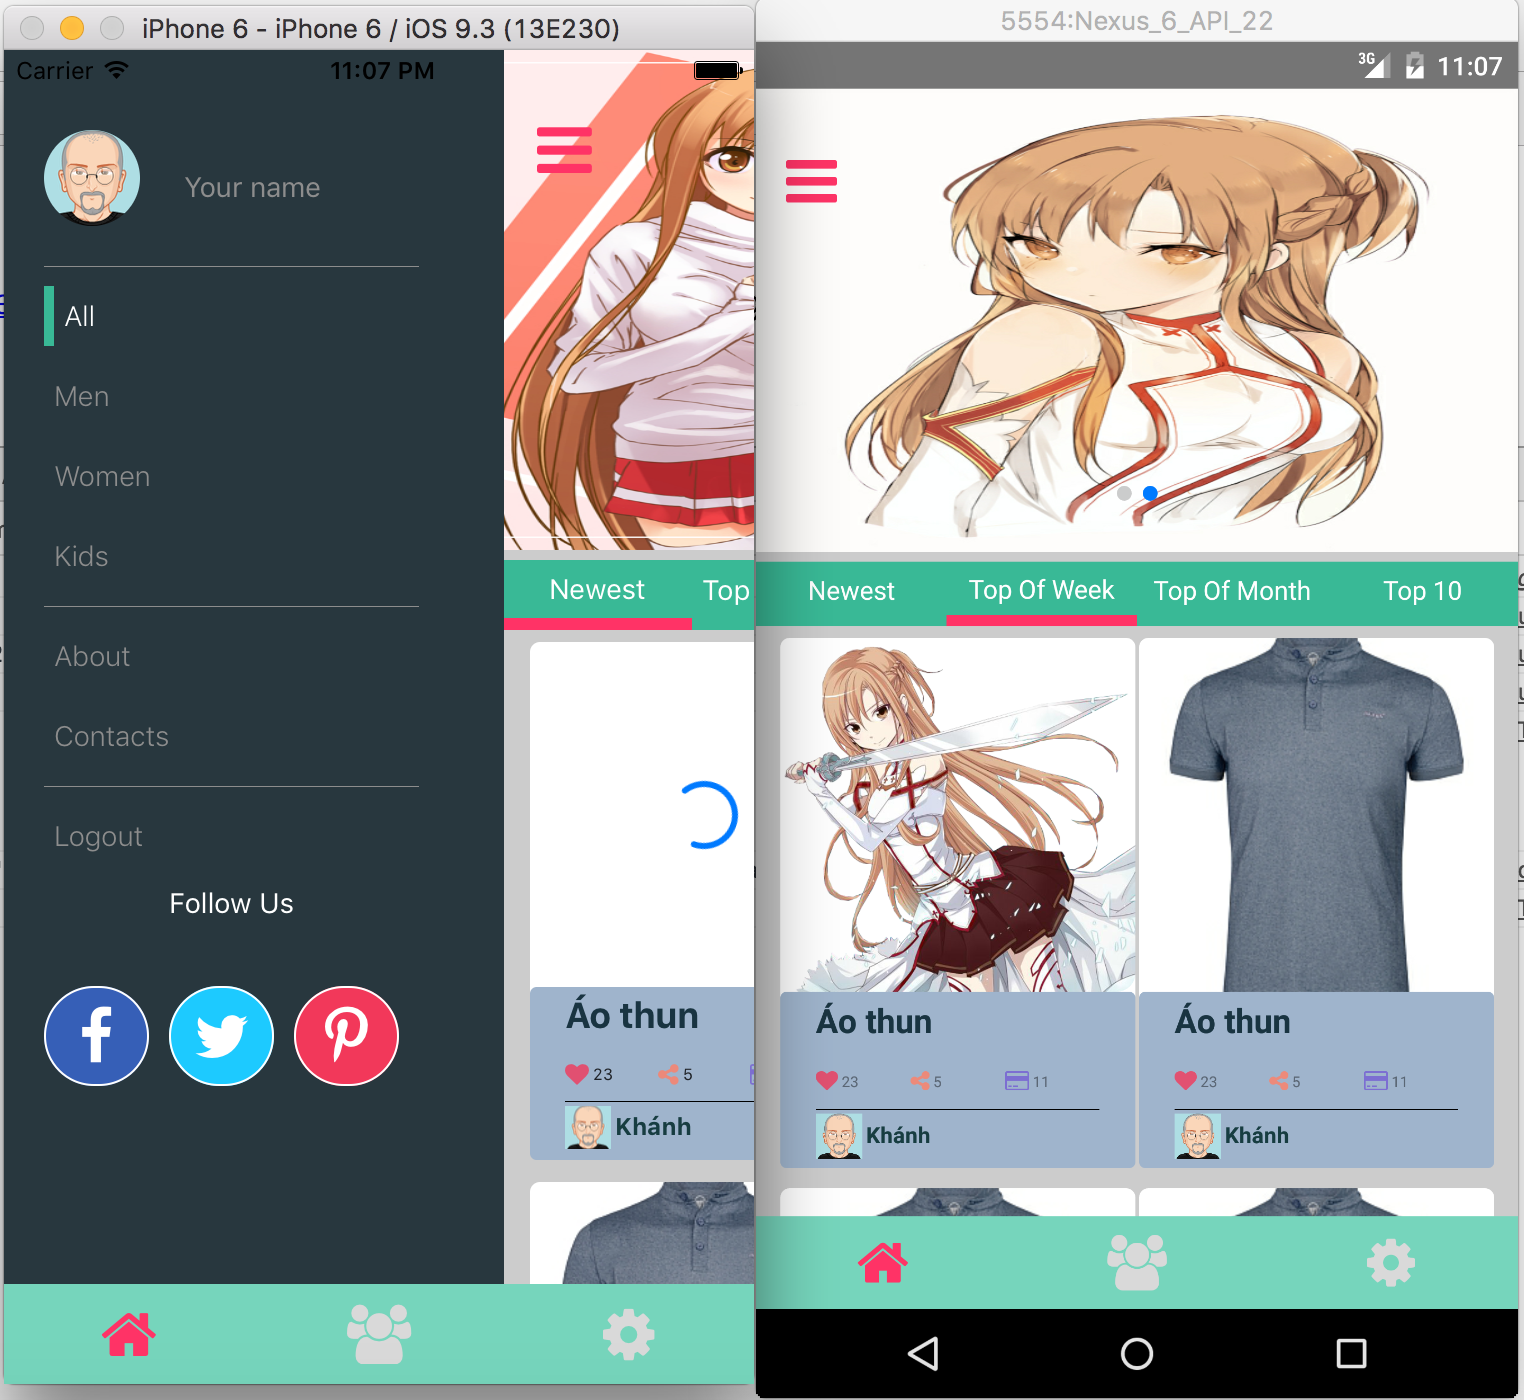 iPhone 6 - iPhone 6 / iOS 9.3 (13E230)
Carrier
11:07 PM
Your name
All
Men
Women
Kids
About
Contacts
Logout
Follow Us
Newest
Top
Áo thun
23
5
Khánh
5554:Nexus_6_API_22
3G
11:07
Newest
Top Of Week
Top Of Month
Top 10
Áo thun
23
5
11
Khánh
Áo thun
23
5
11
Khánh